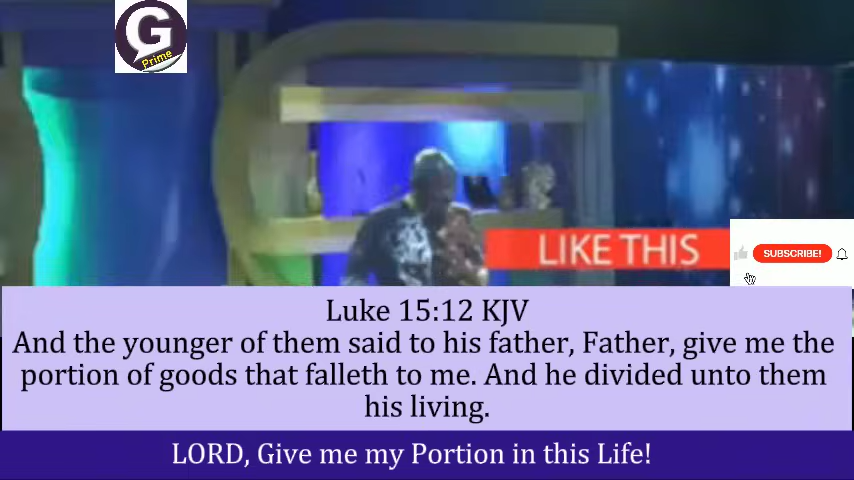 G
Prime
LIKE THIS
SUBSCRIBE!
Luke 15:12 KJV
And the younger of them said to his father, Father, give me the
portion of goods that falleth to me. And he divided unto them
his living.
LORD, Give me my Portion in this Life!